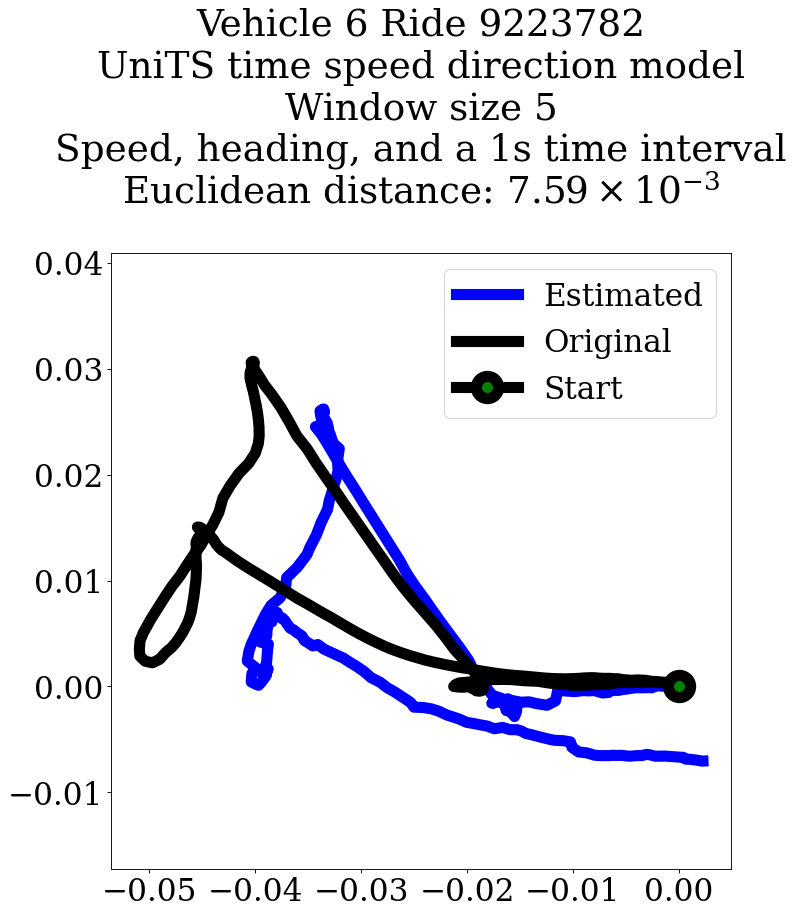 Vehicle 6 Ride 9223782
UniTS time speed direction model
Window size 5
Speed, heading, and a 1s time interval
Euclidean distance: 7.59 × 10⁻³
Estimated
Original
Start
0.04
0.03
0.02
0.01
0.00
−0.01
−0.05 −0.04 −0.03 −0.02 −0.01 0.00